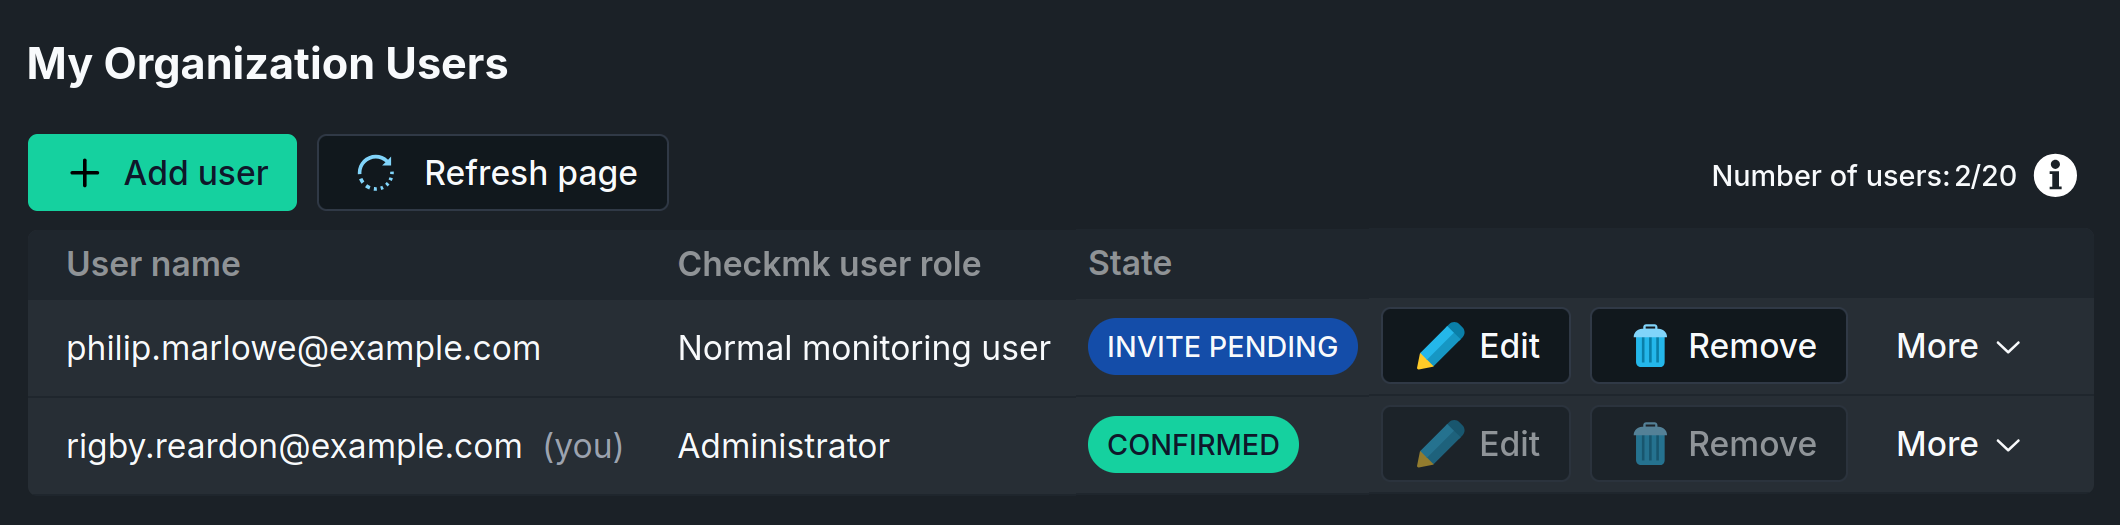 My Organization Users
+ Add user Refresh page Number of users: 2/20
User name Checkmk user role State
philip.marlowe@example.com Normal monitoring user INVITE PENDING Edit Remove More
rigby.reardon@example.com (you) Administrator CONFIRMED Edit Remove More